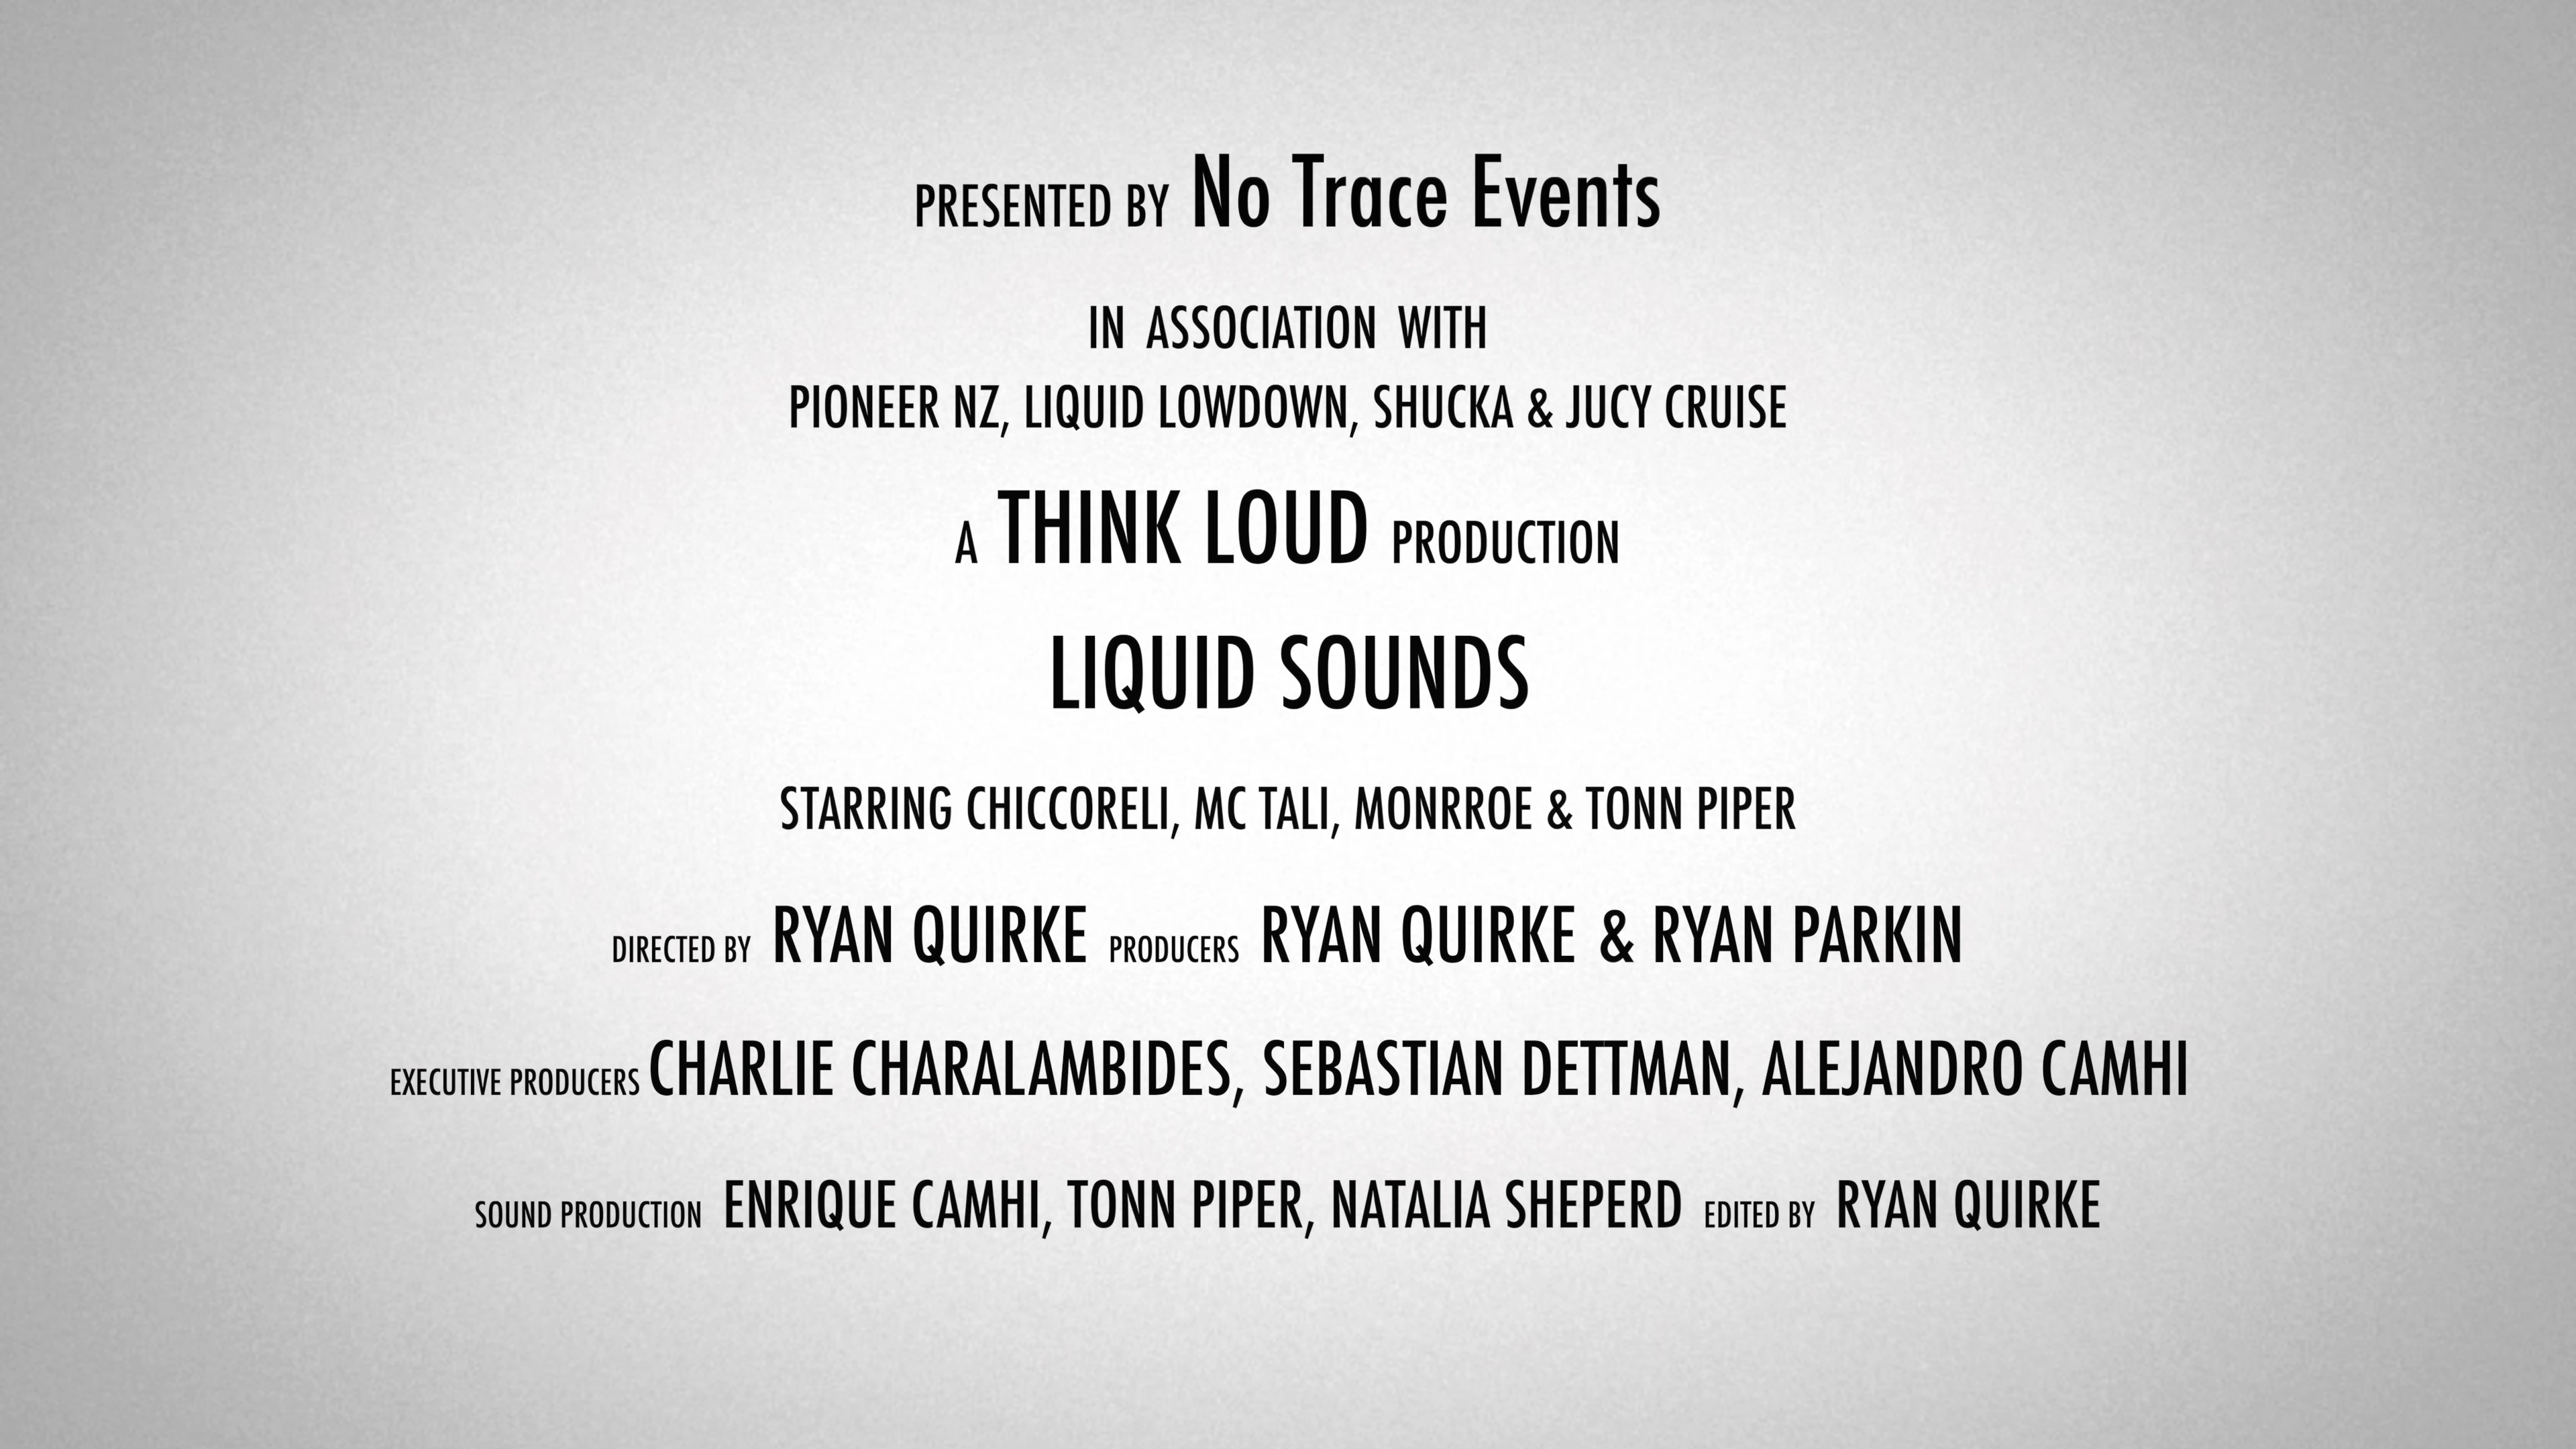 PRESENTED BY No Trace Events
IN ASSOCIATION WITH
PIONEER NZ, LIQUID LOWDOWN, SHUCKA & JUCY CRUISE
A THINK LOUD PRODUCTION
LIQUID SOUNDS
STARRING CHICCORELI, MC TALI, MONRROE & TONN PIPER
DIRECTED BY RYAN QUIRKE PRODUCERS RYAN QUIRKE & RYAN PARKIN
EXECUTIVE PRODUCERS CHARLIE CHARALAMBIDES, SEBASTIAN DETTMAN, ALEJANDRO CAMHI
SOUND PRODUCTION ENRIQUE CAMHI, TONN PIPER, NATALIA SHEPERD EDITED BY RYAN QUIRKE